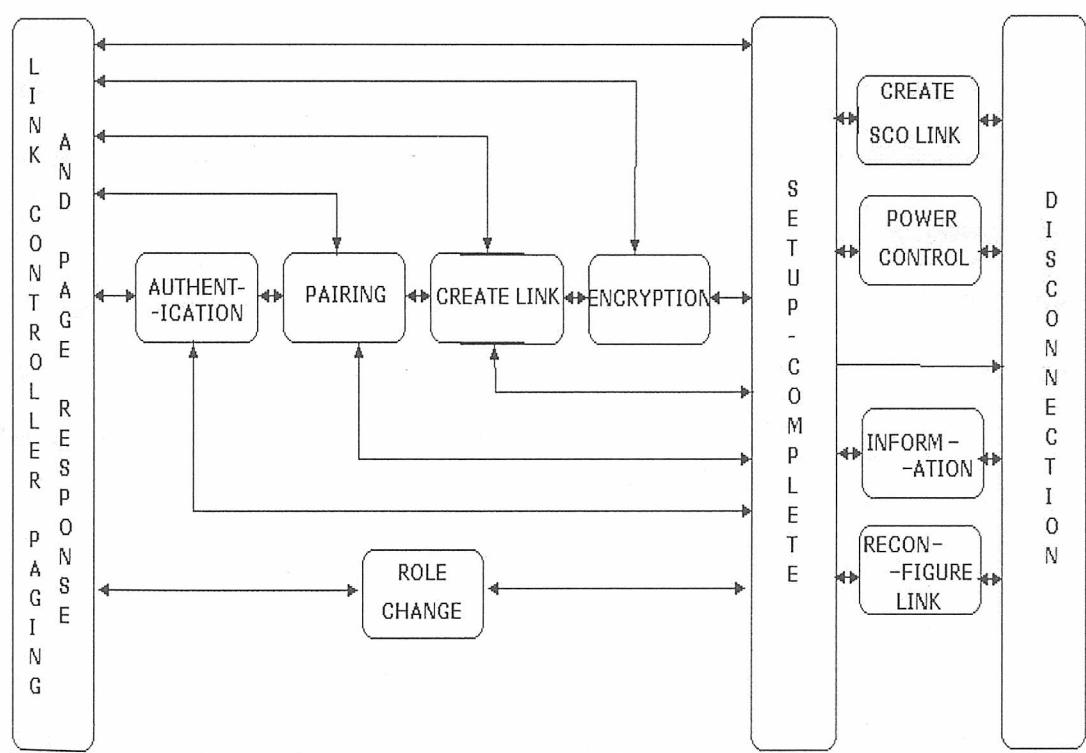 LINK CONTROLLER PAGING
AND PAGE RESPONSE
AUTHENT-
-ICATION
PAIRING
CREATE LINK
ENCRYPTION
ROLE
CHANGE
SETUP-COMPLETE
CREATE
SCO LINK
POWER
CONTROL
INFORM-
-ATION
RECON-
-FIGURE
LINK
DISCONNECTION